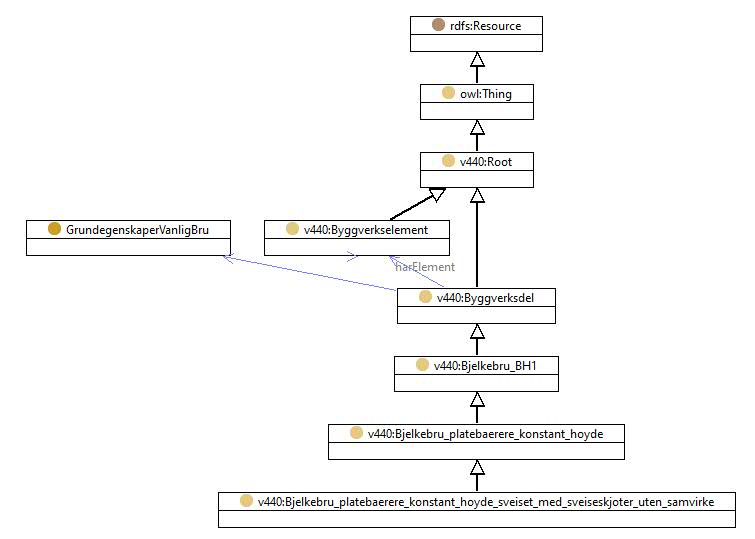 rdfs:Resource
owl:Thing
v440:Root
GrundegenskaperVanligBru
v440:Byggverkselement
harElement
v440:Byggverksdel
v440:Bjelkebru_BH1
v440:Bjelkebru_platebaerere_konstant_hoyde
v440:Bjelkebru_platebaerere_konstant_hoyde_sveiset_med_sveiseskjoter_uten_samvirke